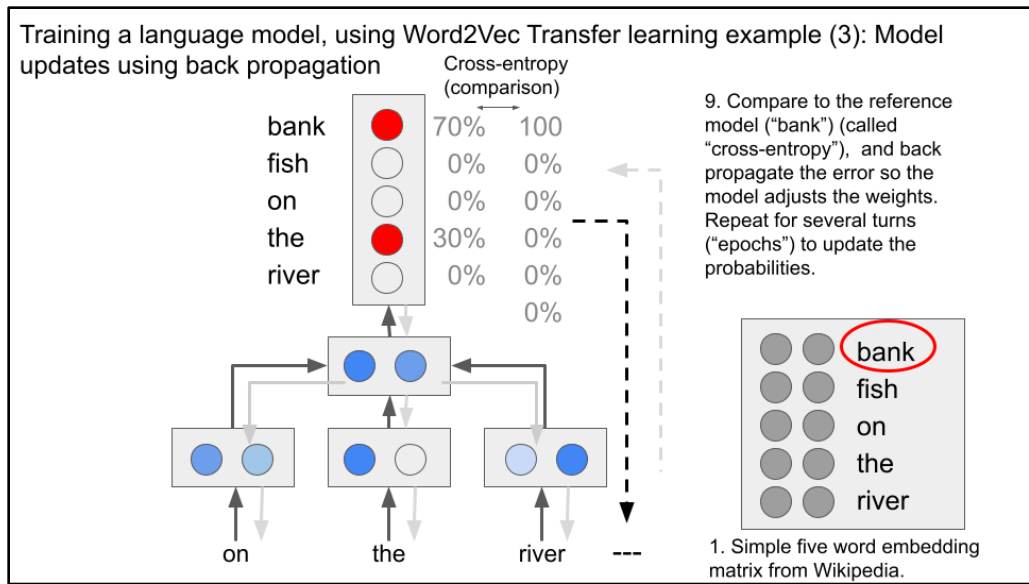 Training a language model, using Word2Vec Transfer learning example (3): Model
updates using back propagation
Cross-entropy
(comparison)
bank 70% 100
fish 0% 0%
on 0% 0%
the 30% 0%
river 0% 0%
0%
9. Compare to the reference
model (“bank”) (called
“cross-entropy”),  and back
propagate the error so the
model adjusts the weights.
Repeat for several turns
(“epochs”) to update the
probabilities.
bank
fish
on
the
river
on the river ---
1. Simple five word embedding
matrix from Wikipedia.